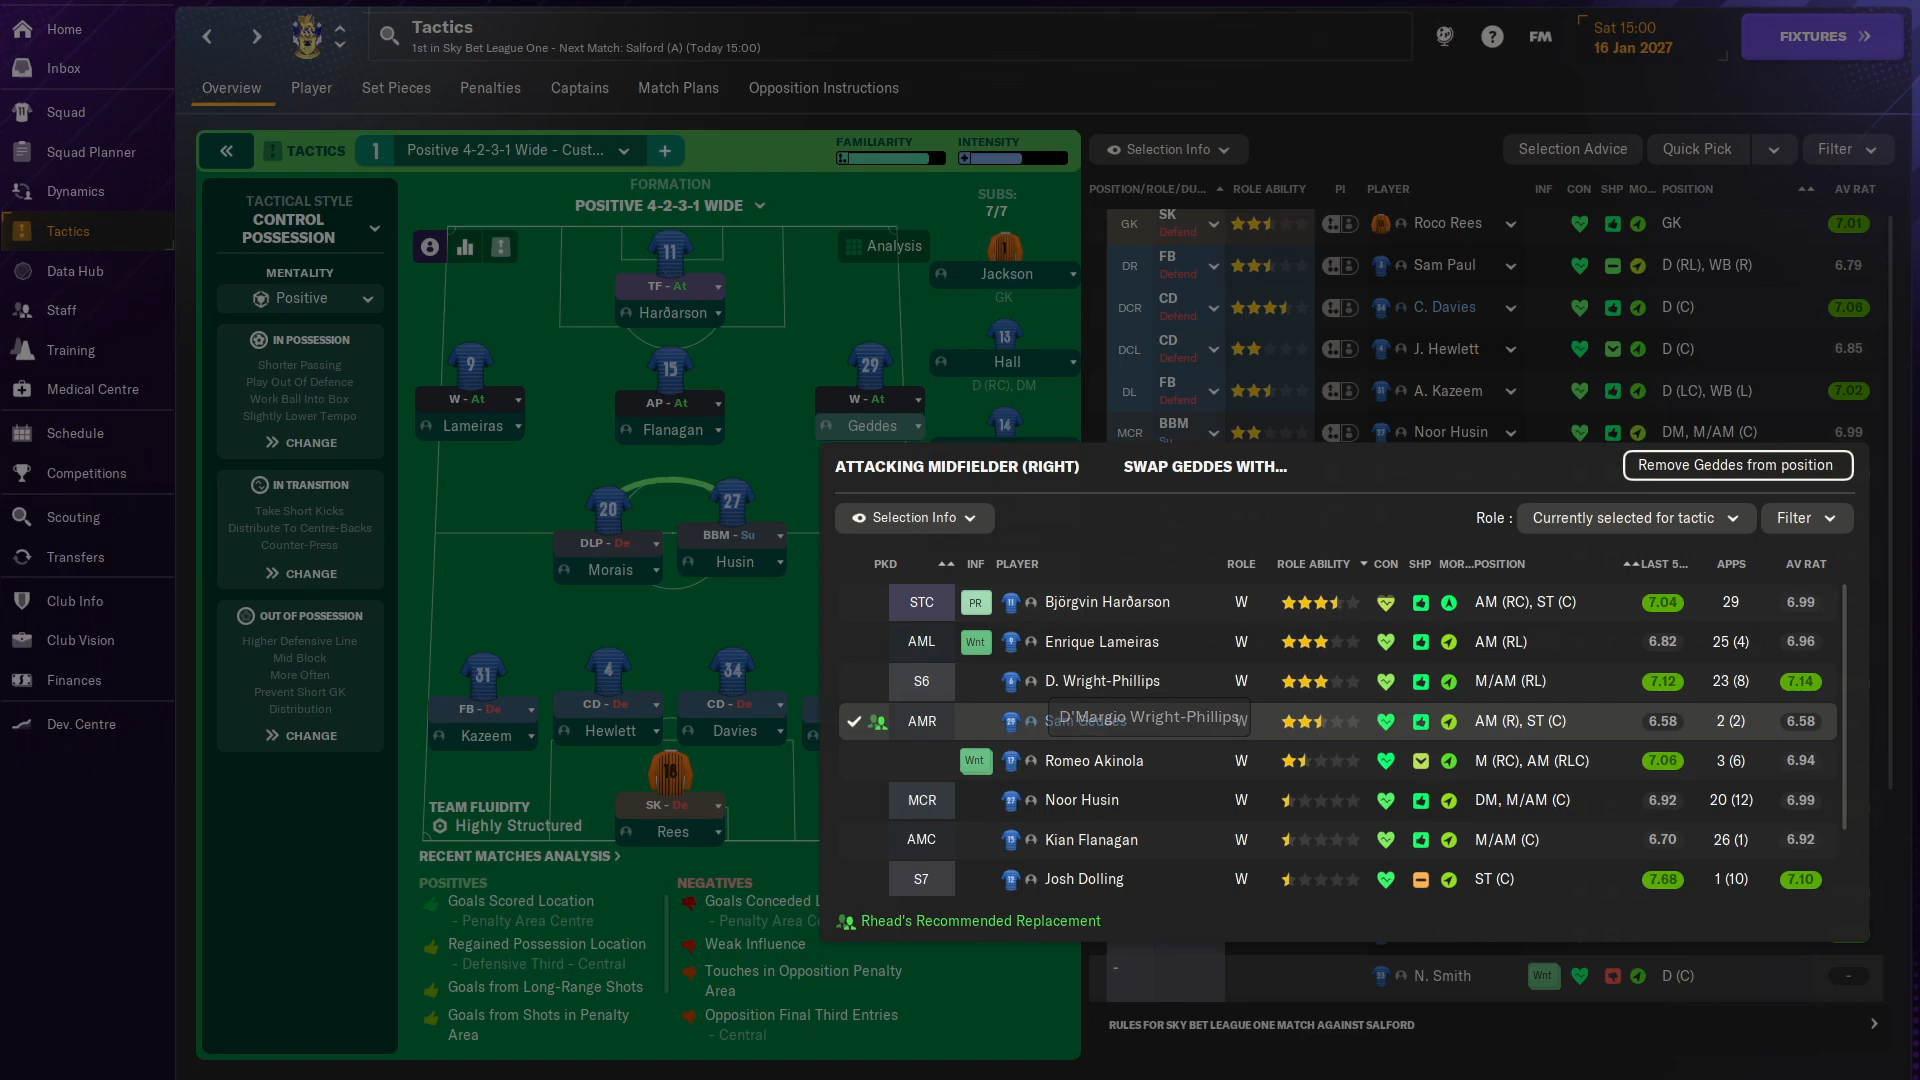 Home
Inbox
Squad
Squad Planner
Dynamics
Tactics
Data Hub
Staff
Training
Medical Centre
Schedule
Competitions
Scouting
Transfers
Club Info
Club Vision
Finances
Dev. Centre
Tactics
1st in Sky Bet League One - Next Match: Salford (A) (Today 15:00)
FM
Sat 15:00
16 Jan 2027
FIXTURES
Overview
Player
Set Pieces
Penalties
Captains
Match Plans
Opposition Instructions
TACTICS
1
Positive 4-2-3-1 Wide - Cust...
FAMILIARITY
INTENSITY
TACTICAL STYLE
CONTROL
POSSESSION
MENTALITY
Positive
IN POSSESSION
Shorter Passing
Play Out Of Defence
Work Ball Into Box
Slightly Lower Tempo
CHANGE
IN TRANSITION
Take Short Kicks
Distribute To Centre-Backs
Counter-Press
CHANGE
OUT OF POSSESSION
Higher Defensive Line
Mid Block
More Often
Prevent Short GK
Distribution
CHANGE
FORMATION
POSITIVE 4-2-3-1 WIDE
Analysis
SUBS:
7/7
1
Jackson
GK
13
Hall
D (RC), DM
14
11
TF - At
Harðarson
9
W - At
Lameiras
15
AP - At
Flanagan
29
W - At
Geddes
20
DLP - De
Morais
27
BBM - Su
Husin
31
FB - De
Kazeem
4
CD - De
Hewlett
34
CD - De
Davies
18
SK - De
Rees
TEAM FLUIDITY
Highly Structured
RECENT MATCHES ANALYSIS
POSITIVES
Goals Scored Location
- Penalty Area Centre
Regained Possession Location
- Defensive Third - Central
Goals from Long-Range Shots
Goals from Shots in Penalty
Area
NEGATIVES
Goals Conceded L
- Penalty Area C
Weak Influence
Touches in Opposition Penalty
Area
Opposition Final Third Entries
- Central
Selection Info
Selection Advice
Quick Pick
Filter
POSITION/ROLE/DU... ROLE ABILITY PI PLAYER INF CON SHP MO... POSITION AV RAT
GK SK Defend Roco Rees GK 7.01
DR FB Defend Sam Paul D (RL), WB (R) 6.79
DCR CD Defend C. Davies D (C) 7.06
DCL CD Defend J. Hewlett D (C) 6.85
DL FB Defend A. Kazeem D (LC), WB (L) 7.02
MCR BBM Su Noor Husin DM, M/AM (C) 6.99
ATTACKING MIDFIELDER (RIGHT)
SWAP GEDDES WITH...
Remove Geddes from position
Selection Info
Role :
Currently selected for tactic
Filter
PKD INF PLAYER ROLE ROLE ABILITY CON SHP MOR... POSITION LAST 5... APPS AV RAT
STC PR Björgvin Harðarson W AM (RC), ST (C) 7.04 29 6.99
AML Wnt Enrique Lameiras W AM (RL) 6.82 25 (4) 6.96
S6 D. Wright-Phillips W M/AM (RL) 7.12 23 (8) 7.14
AMR Sam Geddes W AM (R), ST (C) 6.58 2 (2) 6.58
D'Margio Wright-Phillips
Wnt Romeo Akinola W M (RC), AM (RLC) 7.06 3 (6) 6.94
MCR Noor Husin W DM, M/AM (C) 6.92 20 (12) 6.99
AMC Kian Flanagan W M/AM (C) 6.70 26 (1) 6.92
S7 Josh Dolling W ST (C) 7.68 1 (10) 7.10
Rhead's Recommended Replacement
- N. Smith Wnt D (C) -
RULES FOR SKY BET LEAGUE ONE MATCH AGAINST SALFORD